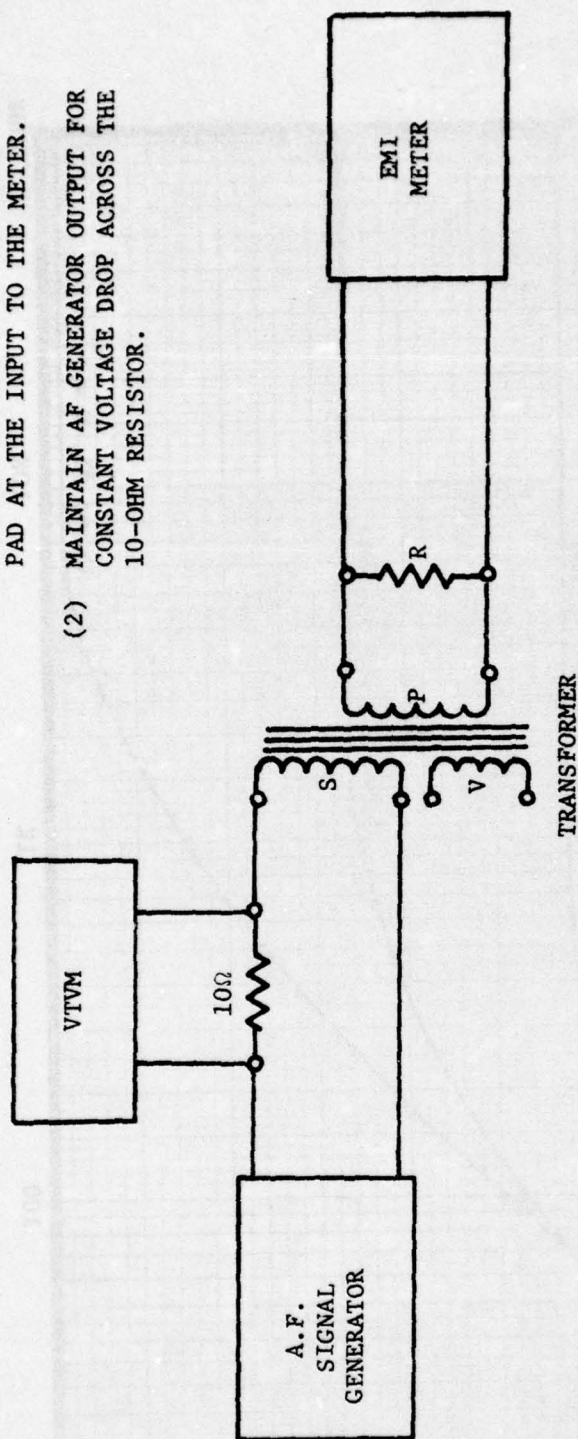 PAD AT THE INPUT TO THE METER.
(2) MAINTAIN AF GENERATOR OUTPUT FOR
CONSTANT VOLTAGE DROP ACROSS THE
10-OHM RESISTOR.
VTVM
10Ω
A.F.
SIGNAL
GENERATOR
S
V
P
R
TRANSFORMER
EMI
METER
100